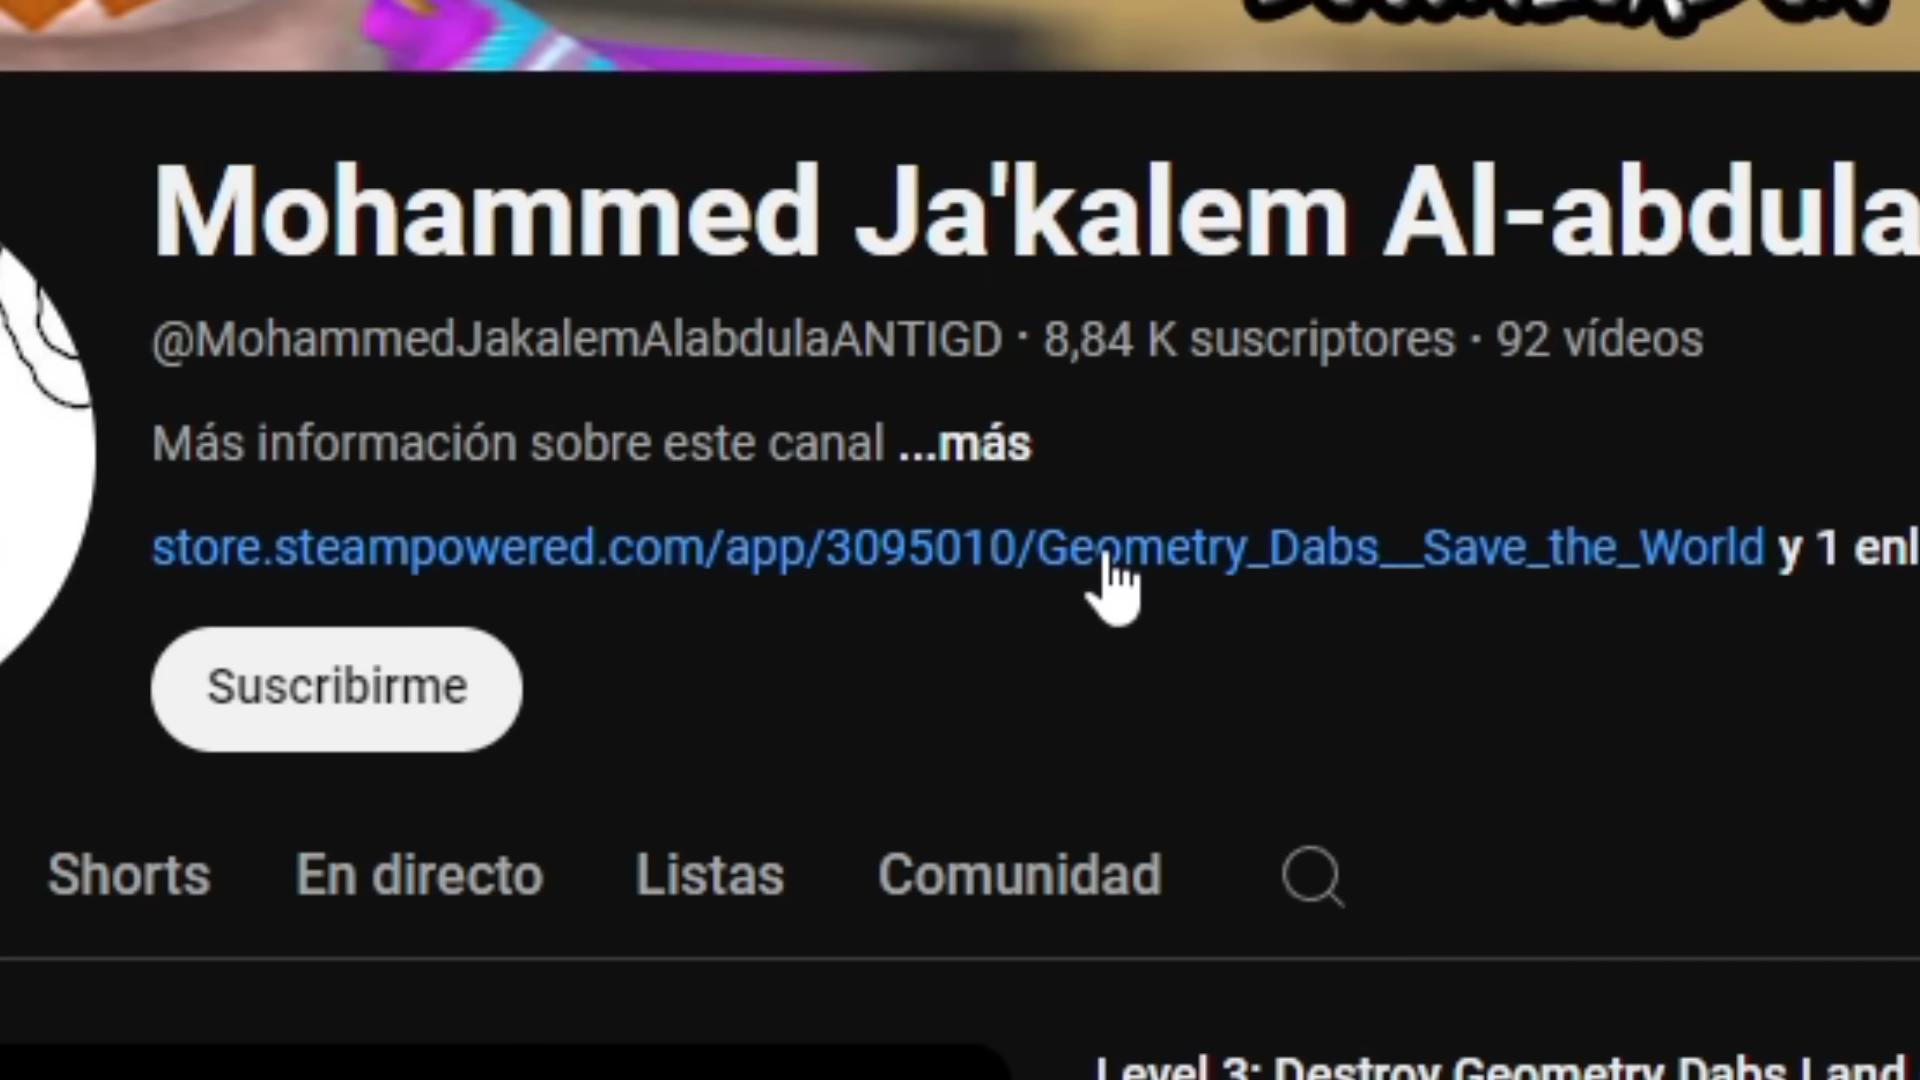 Mohammed Ja'kalem Al-abdula
@MohammedJakalemAlabdulaANTIGD · 8,84 K suscriptores · 92 vídeos
Más información sobre este canal ...más
store.steampowered.com/app/3095010/Geometry_Dabs__Save_the_World y 1 enl
Suscribirme
Shorts En directo Listas Comunidad
Level 3: Destroy Geometry Dabs Land